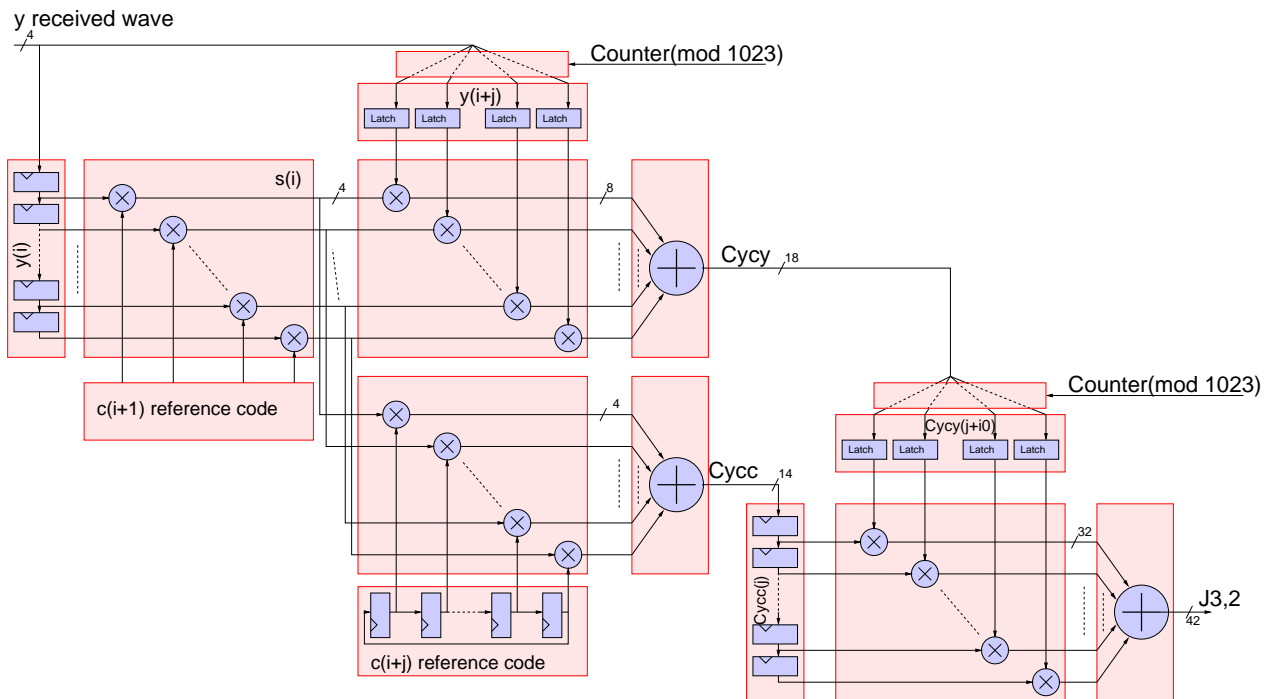 y received wave
4
Counter(mod 1023)
y(i+j)
Latch Latch Latch Latch
s(i)
4
8
y(i)
Cycy
18
c(i+1) reference code
Counter(mod 1023)
4
Cycy(j+i0)
Latch Latch Latch Latch
Cycc
14
32
Cycc(j)
J3,2
42
c(i+j) reference code